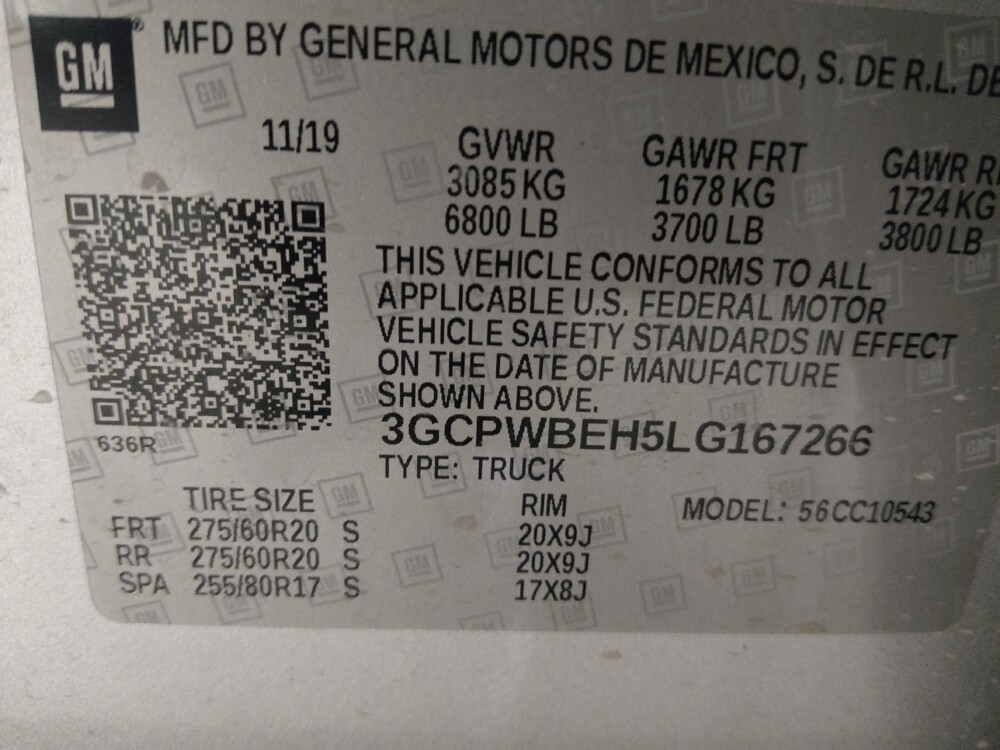 GM® MFD BY GENERAL MOTORS DE MEXICO, S. DE R.L. DE
11/19 GVWR GAWR FRT GAWR
3085 KG 1678 KG 1724 KG
6800 LB 3700 LB 3800 LB
THIS VEHICLE CONFORMS TO ALL
APPLICABLE U.S. FEDERAL MOTOR
VEHICLE SAFETY STANDARDS IN EFFECT
ON THE DATE OF MANUFACTURE
SHOWN ABOVE.
636R 3GCPWBEH5LG167266
TYPE: TRUCK
TIRE SIZE RIM MODEL: 56CC10543
FRT 275/60R20 S 20X9J
RR 275/60R20 S 20X9J
SPA 255/80R17 S 17X8J